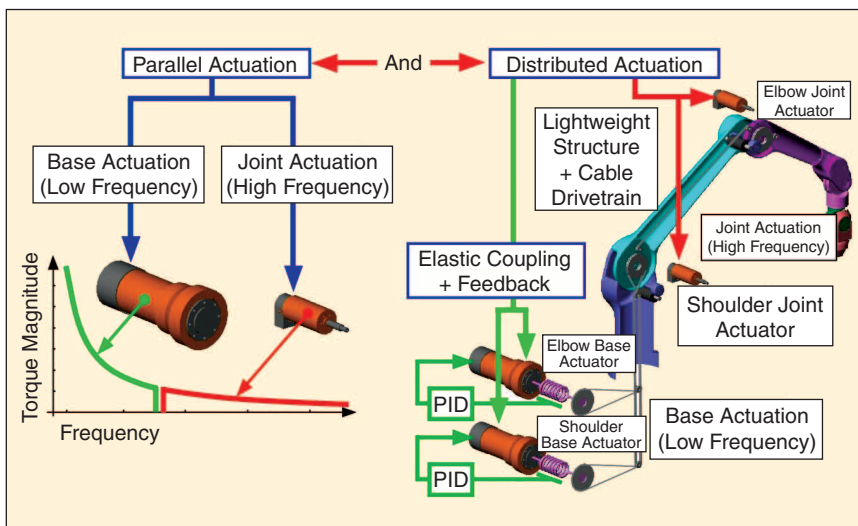 Parallel Actuation
And
Distributed Actuation
Base Actuation
(Low Frequency)
Joint Actuation
(High Frequency)
Torque Magnitude
Frequency
Lightweight
Structure
+ Cable
Drivetrain
Elbow Joint
Actuator
Joint Actuation
(High Frequency)
Shoulder Joint
Actuator
Elastic Coupling
+ Feedback
Elbow Base
Actuator
PID
Shoulder
Base Actuator
PID
Base Actuation
(Low Frequency)